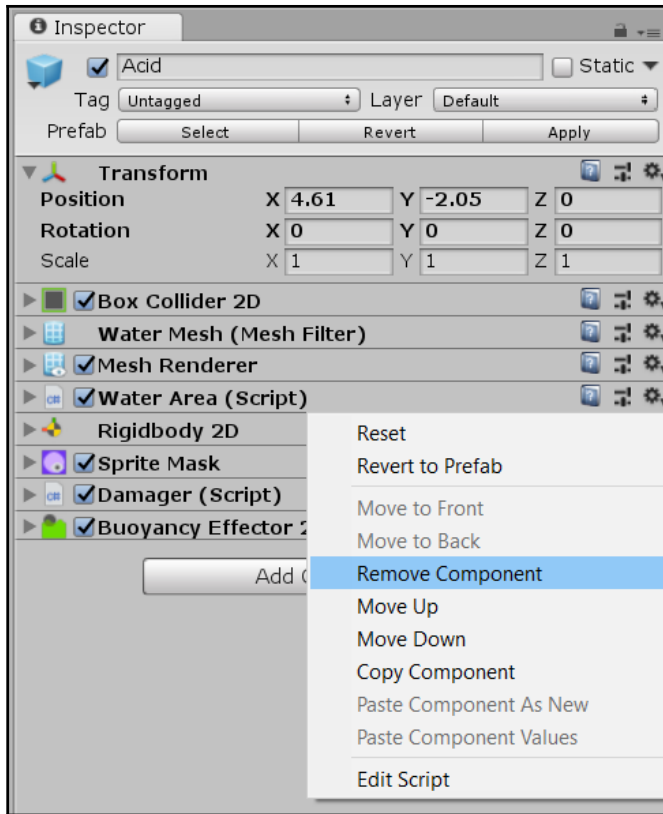 Inspector
Acid Static
Tag Untagged Layer Default
Prefab Select Revert Apply
Transform
Position X 4.61 Y -2.05 Z 0
Rotation X 0 Y 0 Z 0
Scale X 1 Y 1 Z 1
Box Collider 2D
Water Mesh (Mesh Filter)
Mesh Renderer
Water Area (Script)
Rigidbody 2D
Sprite Mask
Damager (Script)
Buoyancy Effector
Add
Reset
Revert to Prefab
Move to Front
Move to Back
Remove Component
Move Up
Move Down
Copy Component
Paste Component As New
Paste Component Values
Edit Script